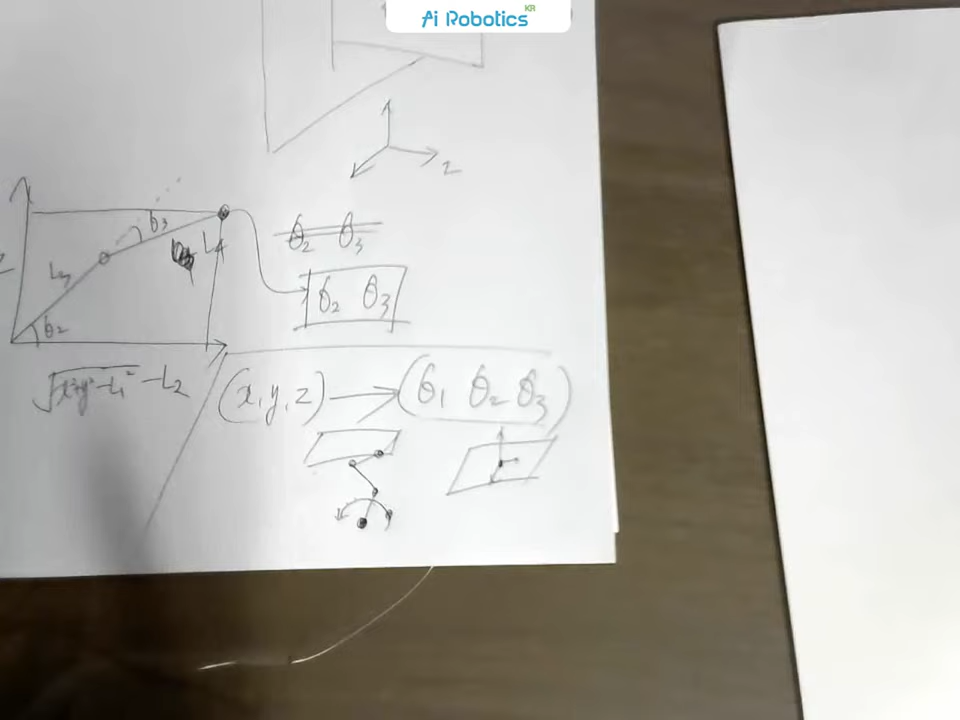 Ai Robotics KR
z
θ3
L4
θ2 θ3
L3
θ2 θ3
θ2
√x²+y²-L1² - L2
(x, y, z) → (θ1 θ2 θ3)